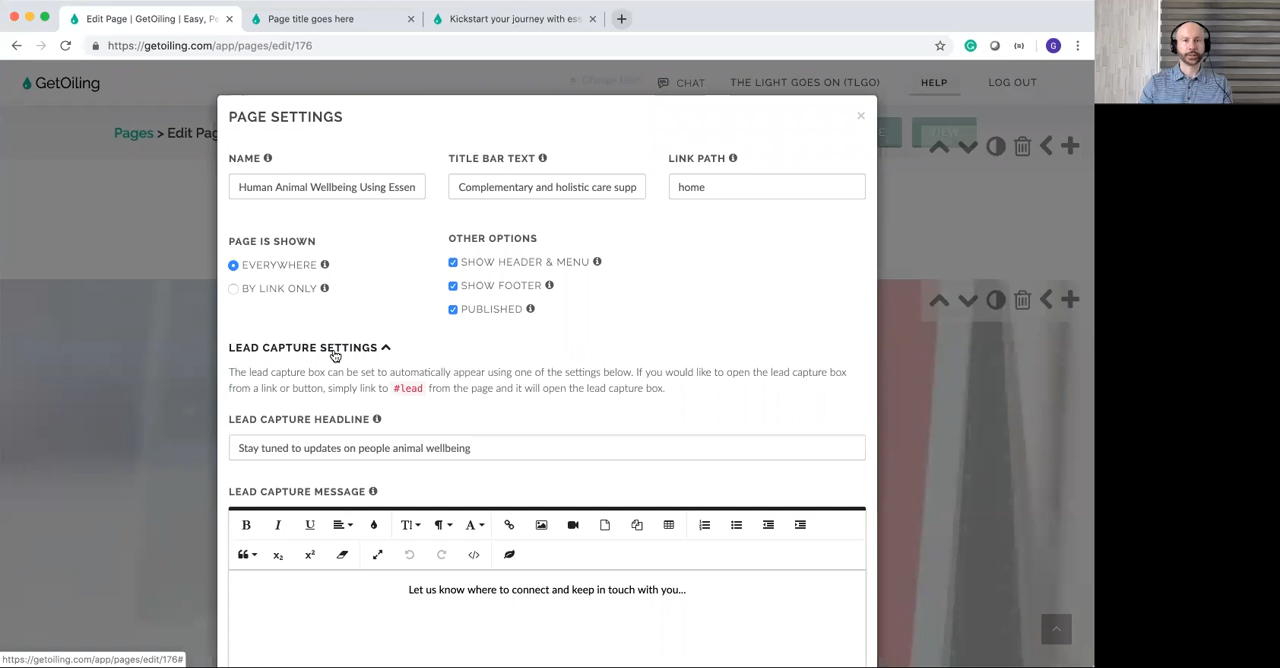 Edit Page | GetOiling | Easy, Pe
Page title goes here
Kickstart your journey with ess
https://getoiling.com/app/pages/edit/176
G
GetOiling
CHAT
THE LIGHT GOES ON (TLGO)
HELP
LOG OUT
Pages > Edit Pag
VIEW
PAGE SETTINGS
NAME
TITLE BAR TEXT
LINK PATH
Human Animal Wellbeing Using Essen
Complementary and holistic care supp
home
PAGE IS SHOWN
OTHER OPTIONS
EVERYWHERE
SHOW HEADER & MENU
BY LINK ONLY
SHOW FOOTER
PUBLISHED
LEAD CAPTURE SETTINGS
The lead capture box can be set to automatically appear using one of the settings below. If you would like to open the lead capture box
from a link or button, simply link to #lead from the page and it will open the lead capture box.
LEAD CAPTURE HEADLINE
Stay tuned to updates on people animal wellbeing
LEAD CAPTURE MESSAGE
Let us know where to connect and keep in touch with you...
https://getoiling.com/app/pages/edit/176#